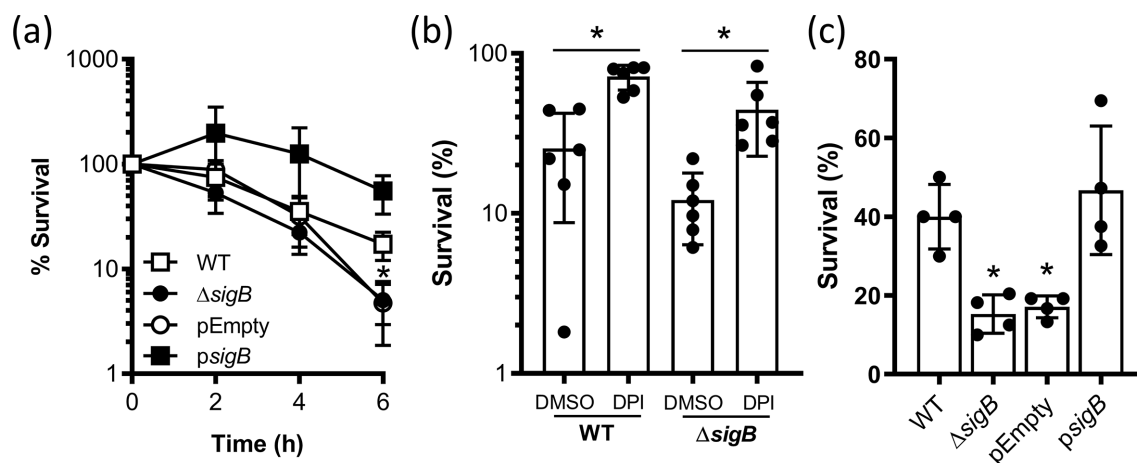 (a)
% Survival
1000
100
10
1
WT
ΔsigB
pEmpty
psigB
*
0 2 4 6
Time (h)
(b)
Survival (%)
100
10
1
* *
DMSO DPI DMSO DPI
WT ΔsigB
(c)
Survival (%)
80
60
40
20
0
* *
WT ΔsigB pEmpty psigB